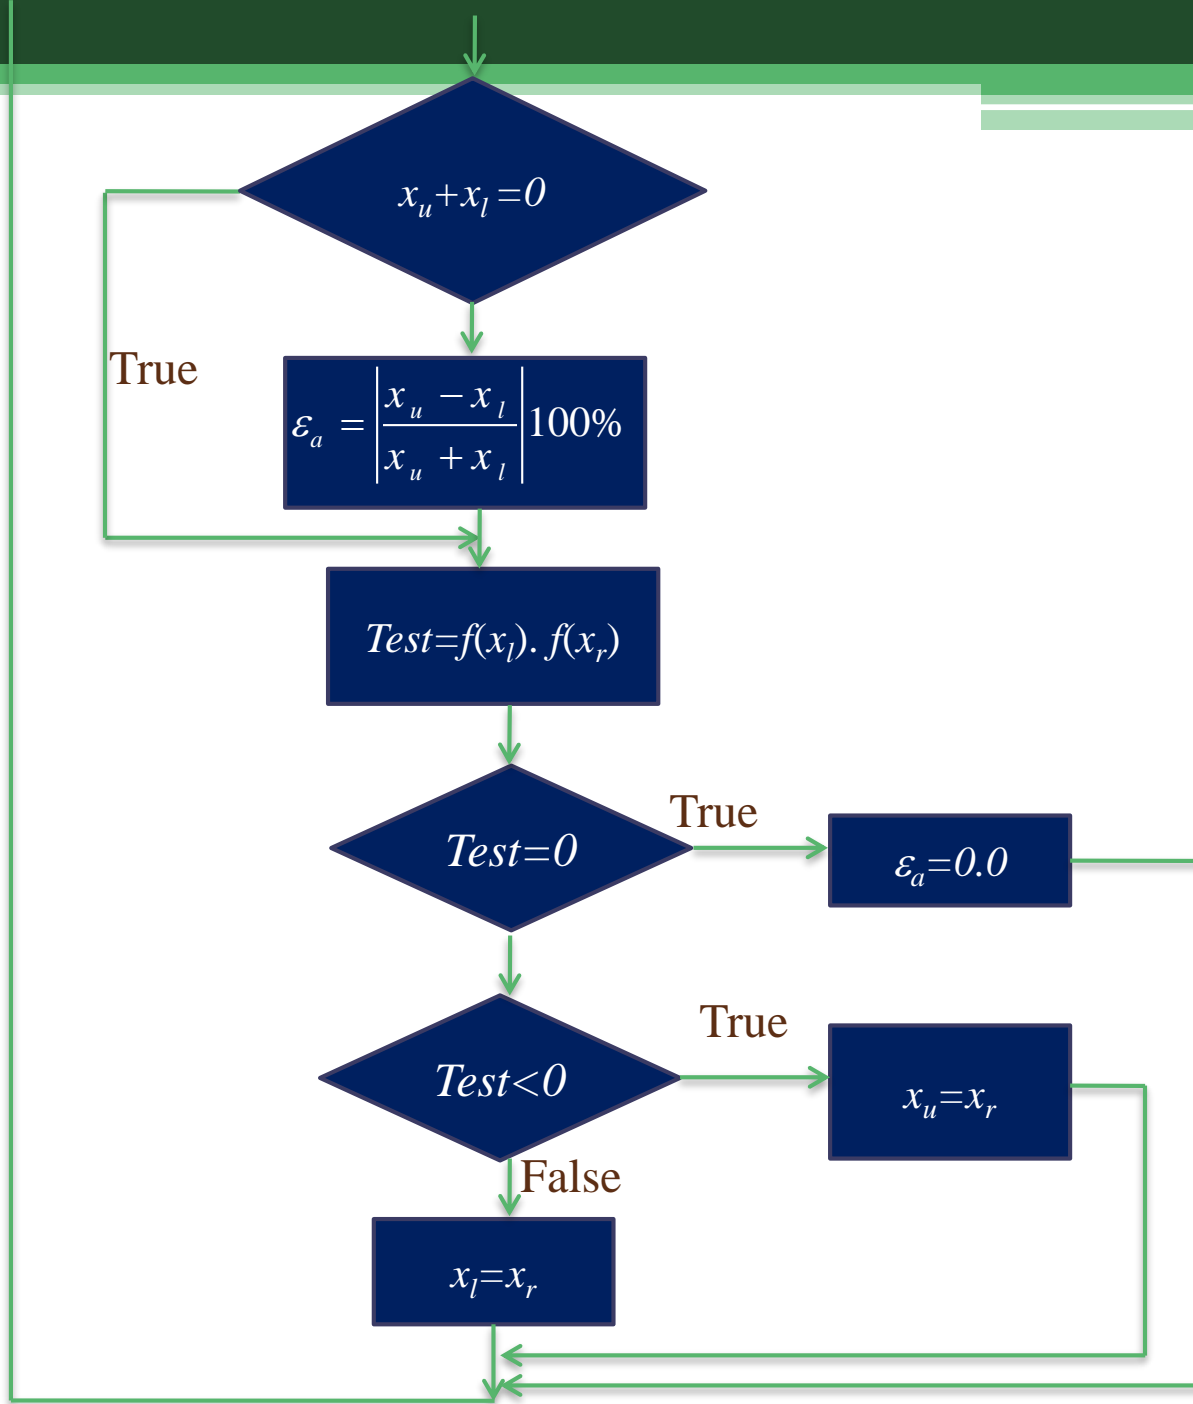 xᵤ+xₗ=0
True
εₐ = |(xᵤ − xₗ)/(xᵤ + xₗ)|100%
Test=f(xₗ). f(xᵣ)
True
Test=0
εₐ=0.0
True
Test<0
xᵤ=xᵣ
False
xₗ=xᵣ